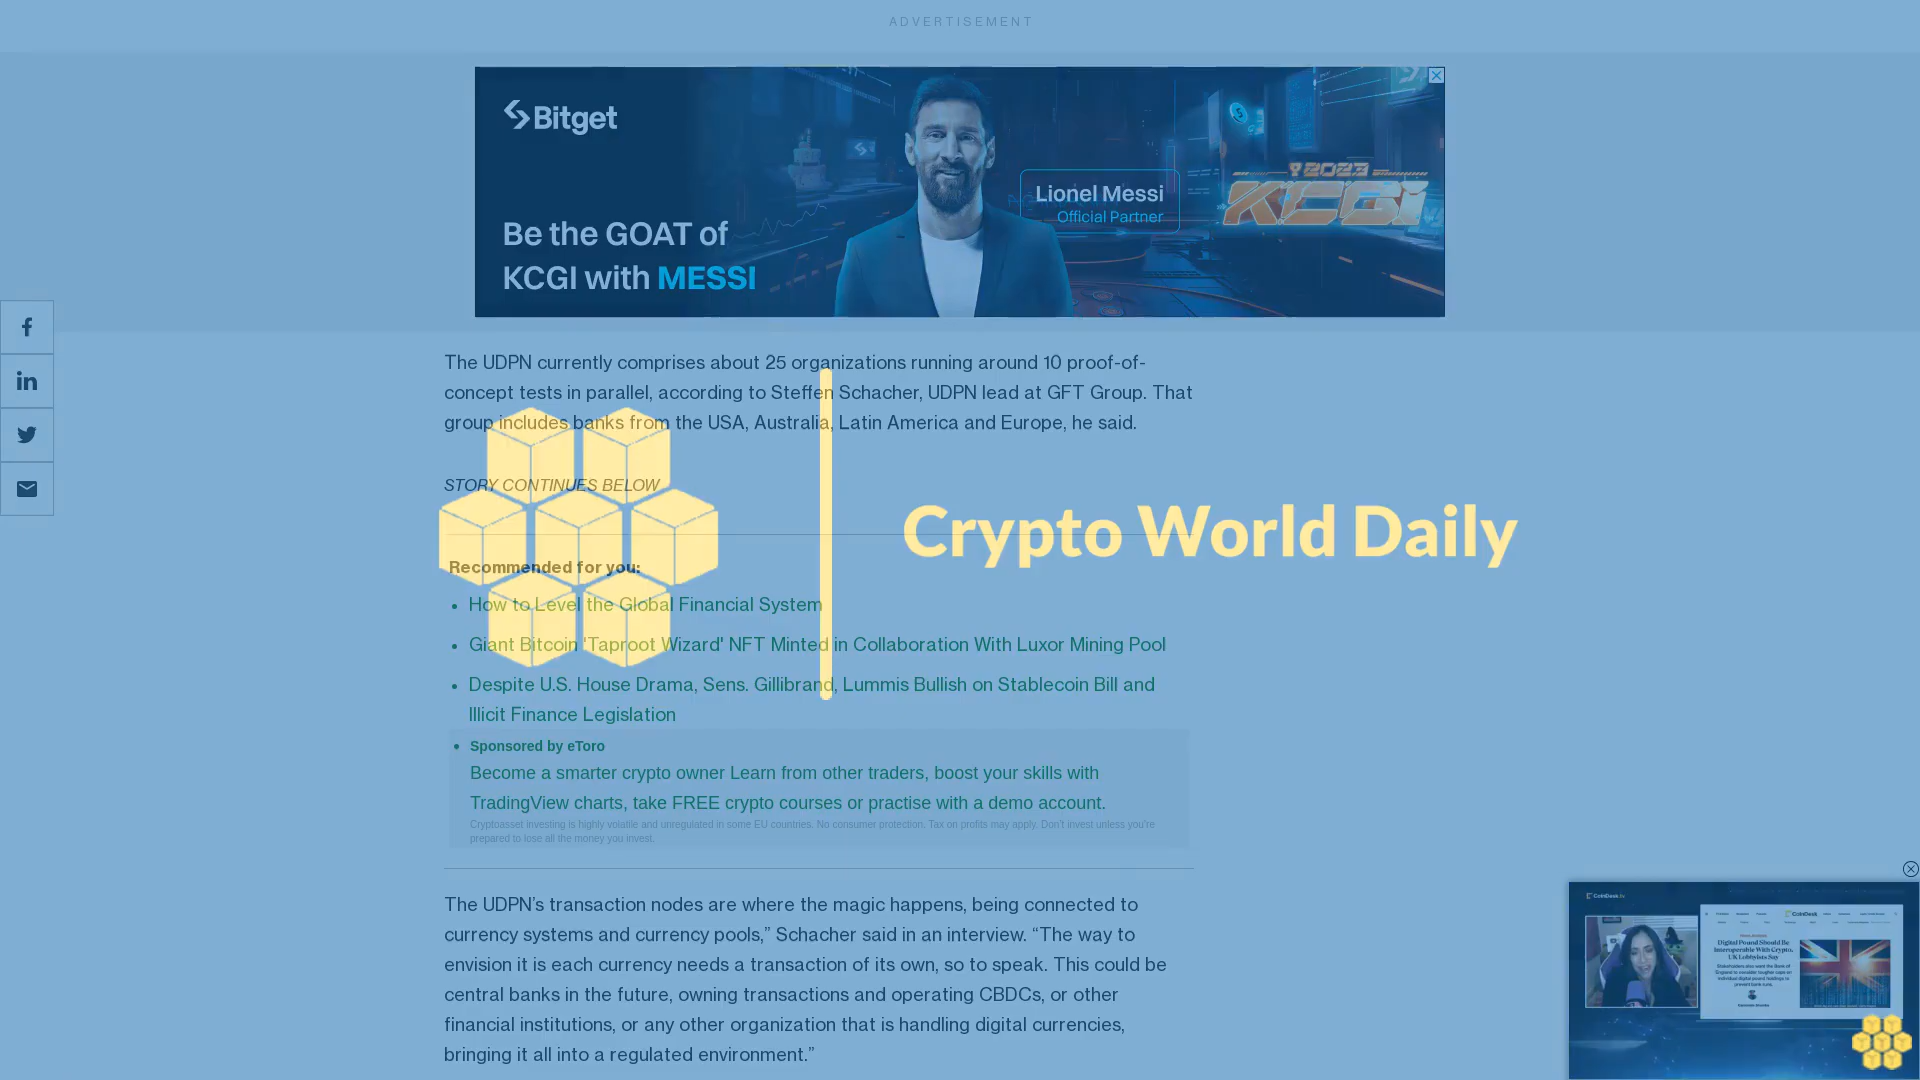 ADVERTISEMENT
Bitget
Lionel Messi
Official Partner
Y2023
KCGI
Be the GOAT of
KCGI with MESSI
The UDPN currently comprises about 25 organizations running around 10 proof-of-
concept tests in parallel, according to Steffen Schacher, UDPN lead at GFT Group. That
group includes banks from the USA, Australia, Latin America and Europe, he said.
STORY CONTINUES BELOW
Crypto World Daily
Recommended for you:
• How to Level the Global Financial System
• Giant Bitcoin 'Taproot Wizard' NFT Minted in Collaboration With Luxor Mining Pool
• Despite U.S. House Drama, Sens. Gillibrand, Lummis Bullish on Stablecoin Bill and
Illicit Finance Legislation
• Sponsored by eToro
Become a smarter crypto owner Learn from other traders, boost your skills with
TradingView charts, take FREE crypto courses or practise with a demo account.
Cryptoasset investing is highly volatile and unregulated in some EU countries. No consumer protection. Tax on profits may apply. Don't invest unless you're
prepared to lose all the money you invest.
The UDPN’s transaction nodes are where the magic happens, being connected to
currency systems and currency pools,” Schacher said in an interview. “The way to
envision it is each currency needs a transaction of its own, so to speak. This could be
central banks in the future, owning transactions and operating CBDCs, or other
financial institutions, or any other organization that is handling digital currencies,
bringing it all into a regulated environment.”
CoinDesk
CoinDesk
Digital Pound Should Be
Interoperable With Crypto,
UK Lobbyists Say